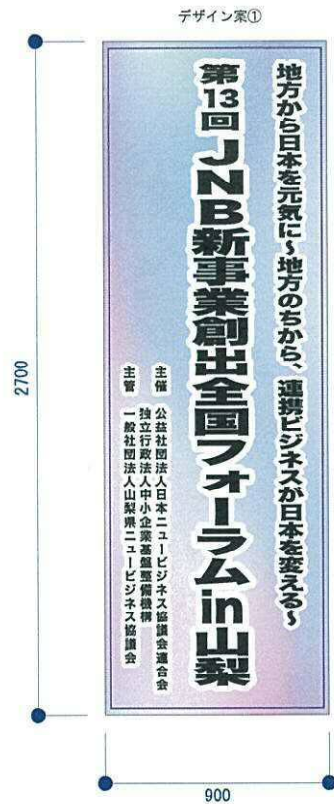 デザイン案①
地方から日本を元気に~地方のちから、連携ビジネスが日本を変える~
第13回 JNB新事業創出全国フォーラムin山梨
主催 公益社団法人日本ニュービジネス協議会連合会
独立行政法人中小企業基盤整備機構
主管 一般社団法人山梨県ニュービジネス協議会
2700
900